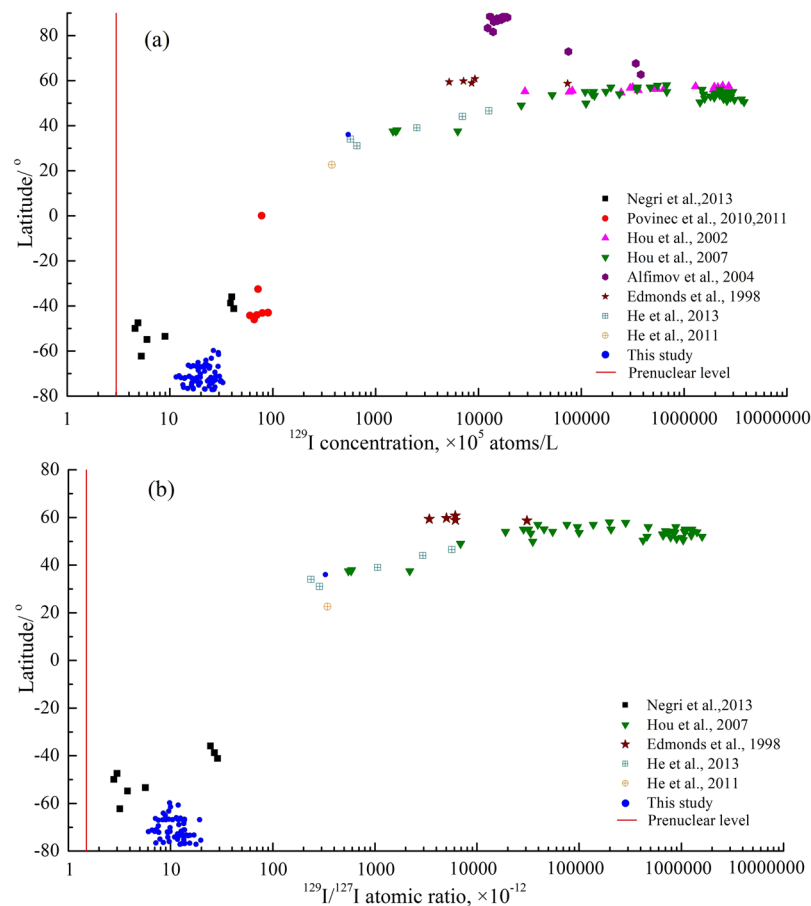 (a)
80
60
40
20
0
-20
-40
-60
-80
Latitude/ °
Negri et al.,2013
Povinec et al., 2010,2011
Hou et al., 2002
Hou et al., 2007
Alfimov et al., 2004
Edmonds et al., 1998
He et al., 2013
He et al., 2011
This study
Prenuclear level
1 10 100 1000 10000 100000 1000000 10000000
¹²⁹I concentration, ×10⁵ atoms/L
(b)
80
60
40
20
0
-20
-40
-60
-80
Latitude/ °
Negri et al.,2013
Hou et al., 2007
Edmonds et al., 1998
He et al., 2013
He et al., 2011
This study
Prenuclear level
1 10 100 1000 10000 100000 1000000
¹²⁹I/¹²⁷I atomic ratio, ×10⁻¹²